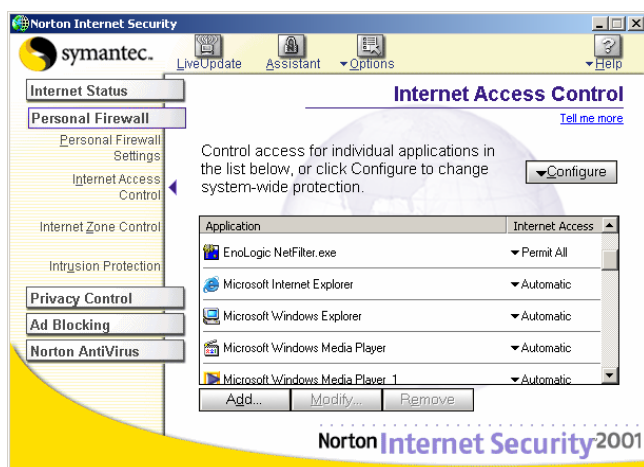 Norton Internet Security
symantec.
LiveUpdate
Assistant
Options
Help
Internet Status
Personal Firewall
Personal Firewall
Settings
Internet Access
Control
Internet Zone Control
Intrusion Protection
Privacy Control
Ad Blocking
Norton AntiVirus
Internet Access Control
Tell me more
Control access for individual applications in
the list below, or click Configure to change
system-wide protection.
Configure
Application Internet Access
EnoLogic NetFilter.exe Permit All
Microsoft Internet Explorer Automatic
Microsoft Windows Explorer Automatic
Microsoft Windows Media Player Automatic
Microsoft Windows Media Player 1 Automatic
Add... Modify... Remove
Norton Internet Security 2001